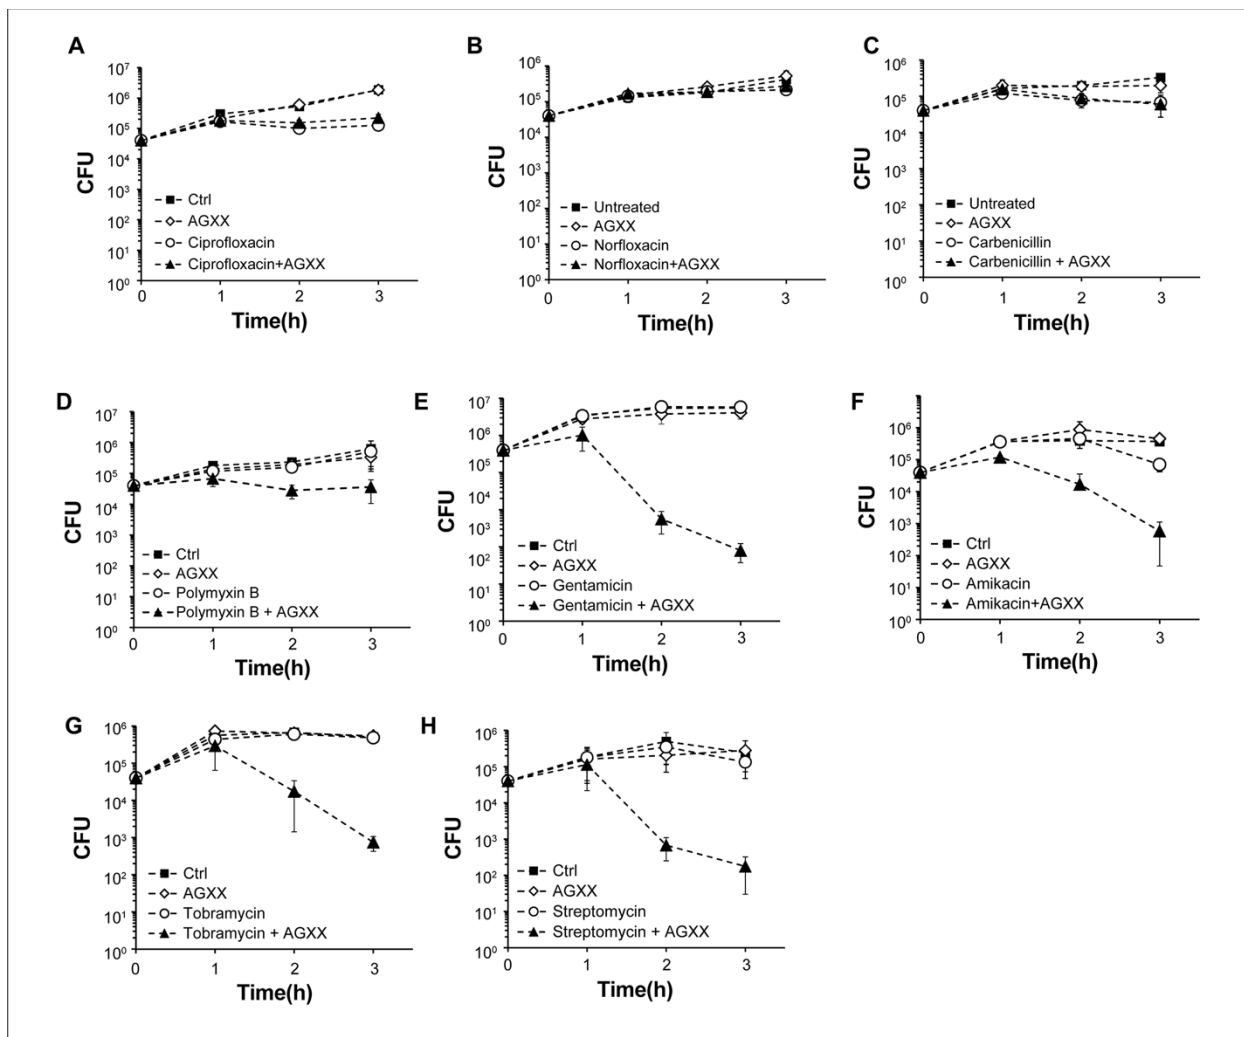 A
CFU
10⁷
10⁶
10⁵
10⁴
10³
10²
10¹
10⁰
Ctrl
AGXX
Ciprofloxacin
Ciprofloxacin+AGXX
0 1 2 3
Time(h)
B
CFU
10⁶
10⁵
10⁴
10³
10²
10¹
10⁰
Untreated
AGXX
Norfloxacin
Norfloxacin+AGXX
0 1 2 3
Time(h)
C
CFU
10⁶
10⁵
10⁴
10³
10²
10¹
10⁰
Untreated
AGXX
Carbenicillin
Carbenicillin + AGXX
0 1 2 3
Time(h)
D
CFU
10⁷
10⁶
10⁵
10⁴
10³
10²
10¹
10⁰
Ctrl
AGXX
Polymyxin B
Polymyxin B + AGXX
0 1 2 3
Time(h)
E
CFU
10⁷
10⁶
10⁵
10⁴
10³
10²
10¹
10⁰
Ctrl
AGXX
Gentamicin
Gentamicin + AGXX
0 1 2 3
Time(h)
F
CFU
10⁷
10⁶
10⁵
10⁴
10³
10²
10¹
10⁰
Ctrl
AGXX
Amikacin
Amikacin+AGXX
0 1 2 3
Time(h)
G
CFU
10⁶
10⁵
10⁴
10³
10²
10¹
10⁰
Ctrl
AGXX
Tobramycin
Tobramycin + AGXX
0 1 2 3
Time(h)
H
CFU
10⁶
10⁵
10⁴
10³
10²
10¹
10⁰
Ctrl
AGXX
Streptomycin
Streptomycin + AGXX
0 1 2 3
Time(h)